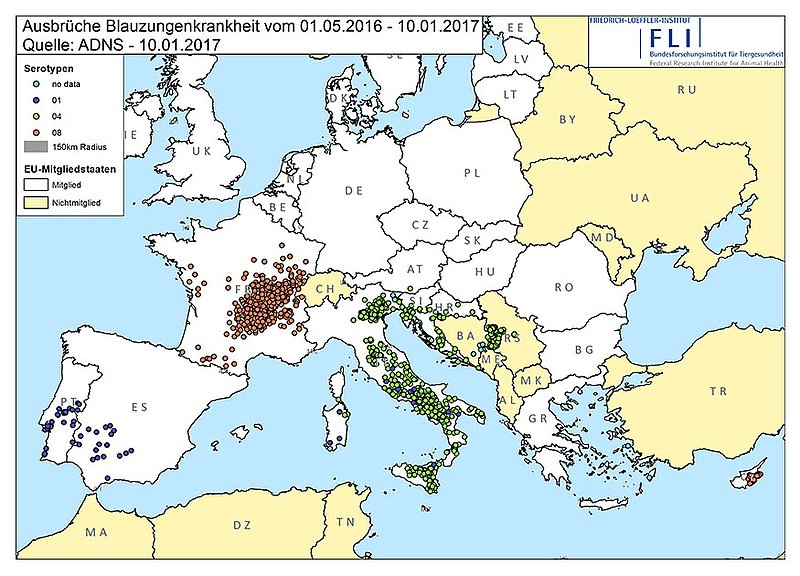 Ausbrüche Blauzungenkrankheit vom 01.05.2016 - 10.01.2017
Quelle: ADNS - 10.01.2017
FRIEDRICH-LOEFFLER-INSTITUT
FLI
Bundesforschungsinstitut für Tiergesundheit
Federal Research Institute for Animal Health
Serotypen
no data
01
04
08
150km Radius
EU-Mitgliedstaaten
Mitglied
Nichtmitglied
EE
LV
LT
RU
BY
DK
IE
UK
NL
BE
DE
PL
UA
CZ
SK
MD
AT
HU
RO
FR
CH
SI
HR
BA
RS
ME
BG
MK
AL
GR
TR
PT
ES
MA
DZ
TN